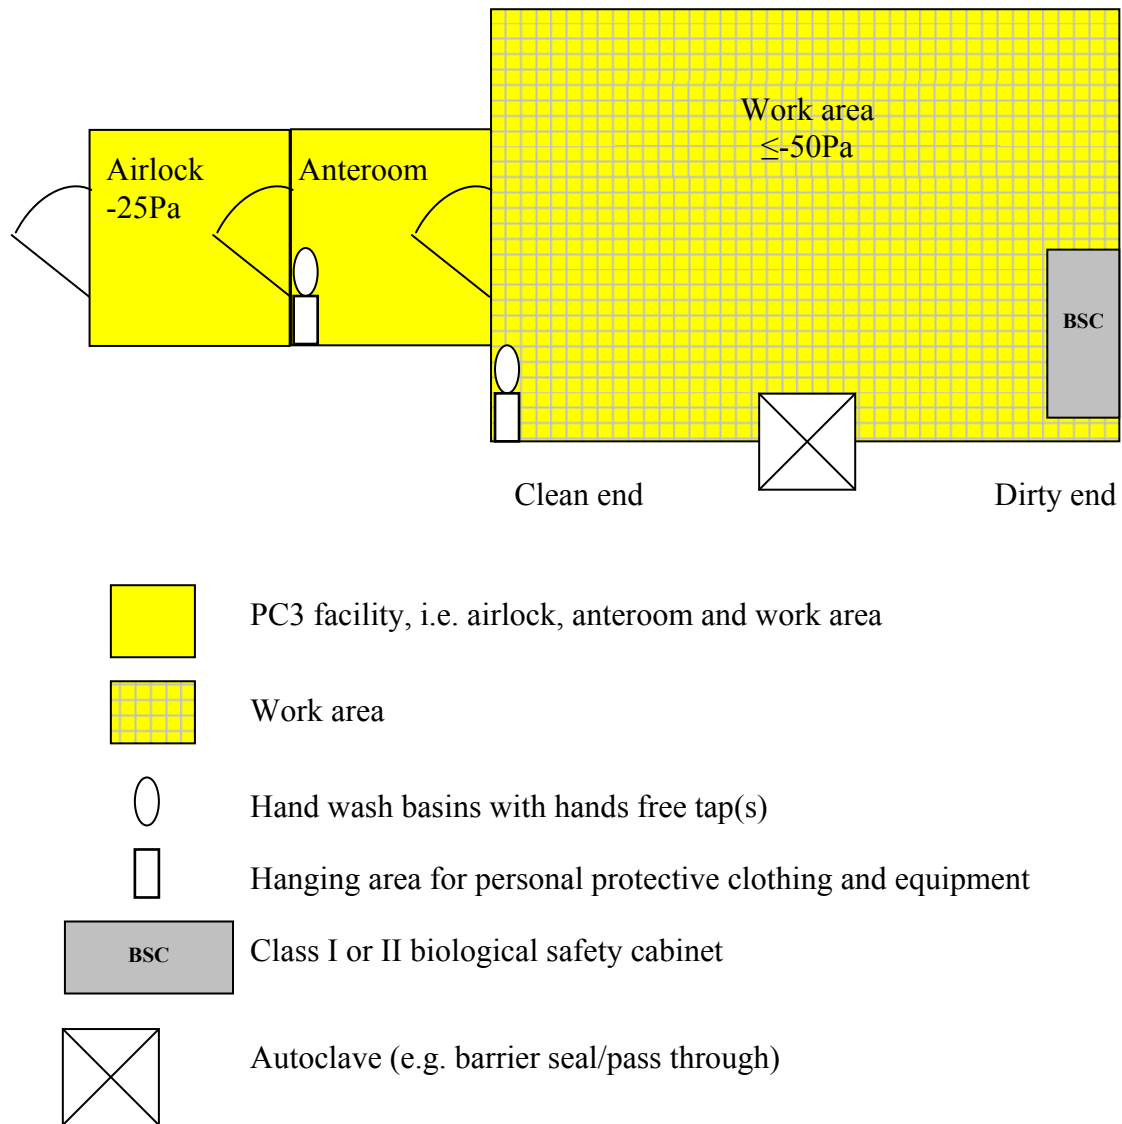 Work area
≤-50Pa
Airlock
-25Pa
Anteroom
BSC
Clean end
Dirty end
PC3 facility, i.e. airlock, anteroom and work area
Work area
Hand wash basins with hands free tap(s)
Hanging area for personal protective clothing and equipment
BSC
Class I or II biological safety cabinet
Autoclave (e.g. barrier seal/pass through)